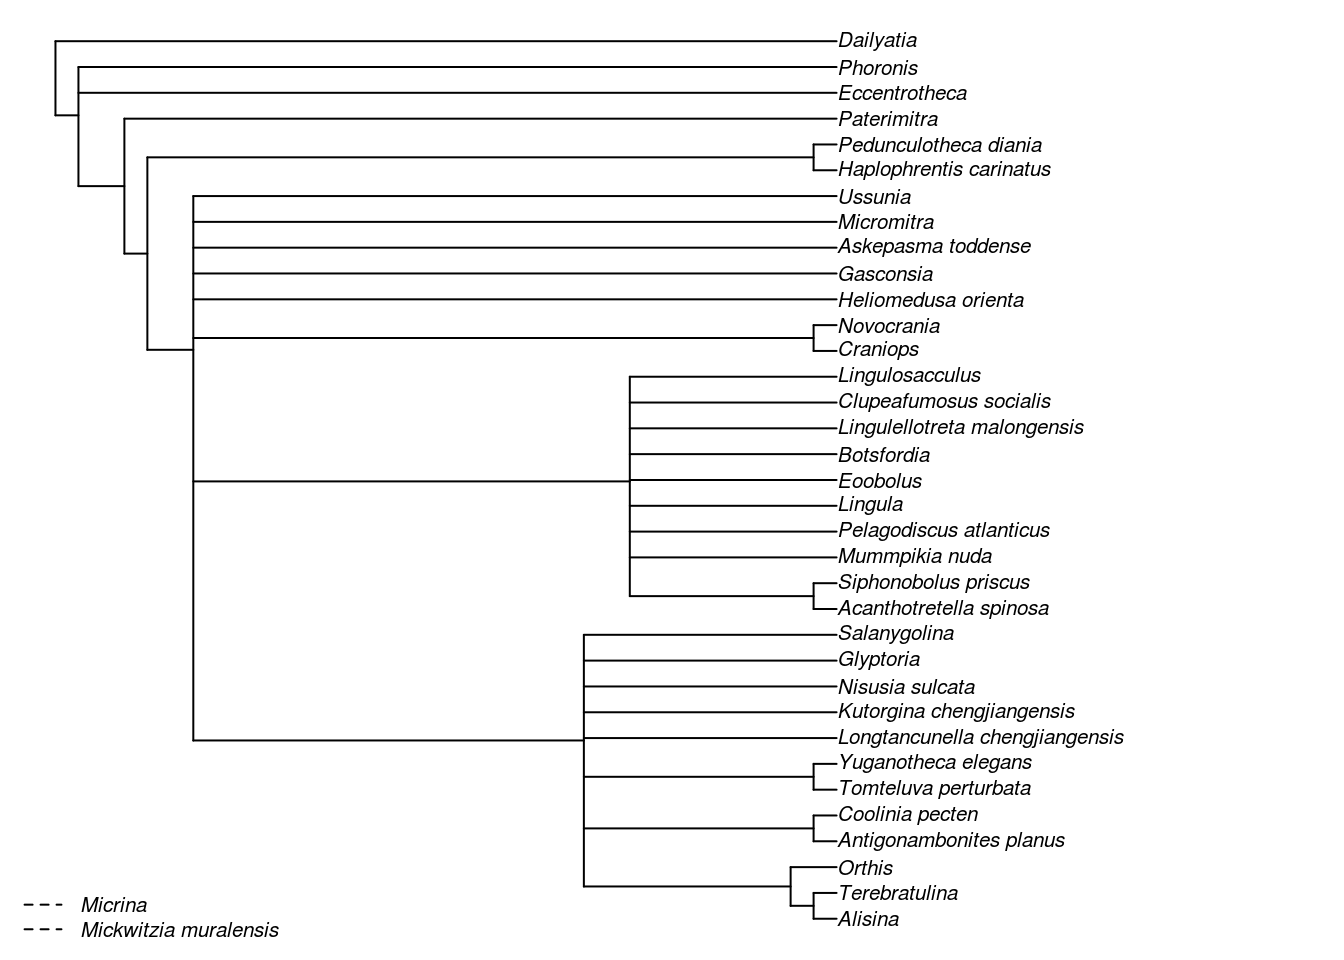 Dailyatia
Phoronis
Eccentrotheca
Paterimitra
Pedunculotheca diania
Haplophrentis carinatus
Ussunia
Micromitra
Askepasma toddense
Gasconsia
Heliomedusa orienta
Novocrania
Craniops
Lingulosacculus
Clupeafumosus socialis
Lingulellotreta malongensis
Botsfordia
Eoobolus
Lingula
Pelagodiscus atlanticus
Mummpikia nuda
Siphonobolus priscus
Acanthotretella spinosa
Salanygolina
Glyptoria
Nisusia sulcata
Kutorgina chengjiangensis
Longtancunella chengjiangensis
Yuganotheca elegans
Tomteluva perturbata
Coolinia pecten
Antigonambonites planus
Orthis
Terebratulina
Alisina
Micrina
Mickwitzia muralensis